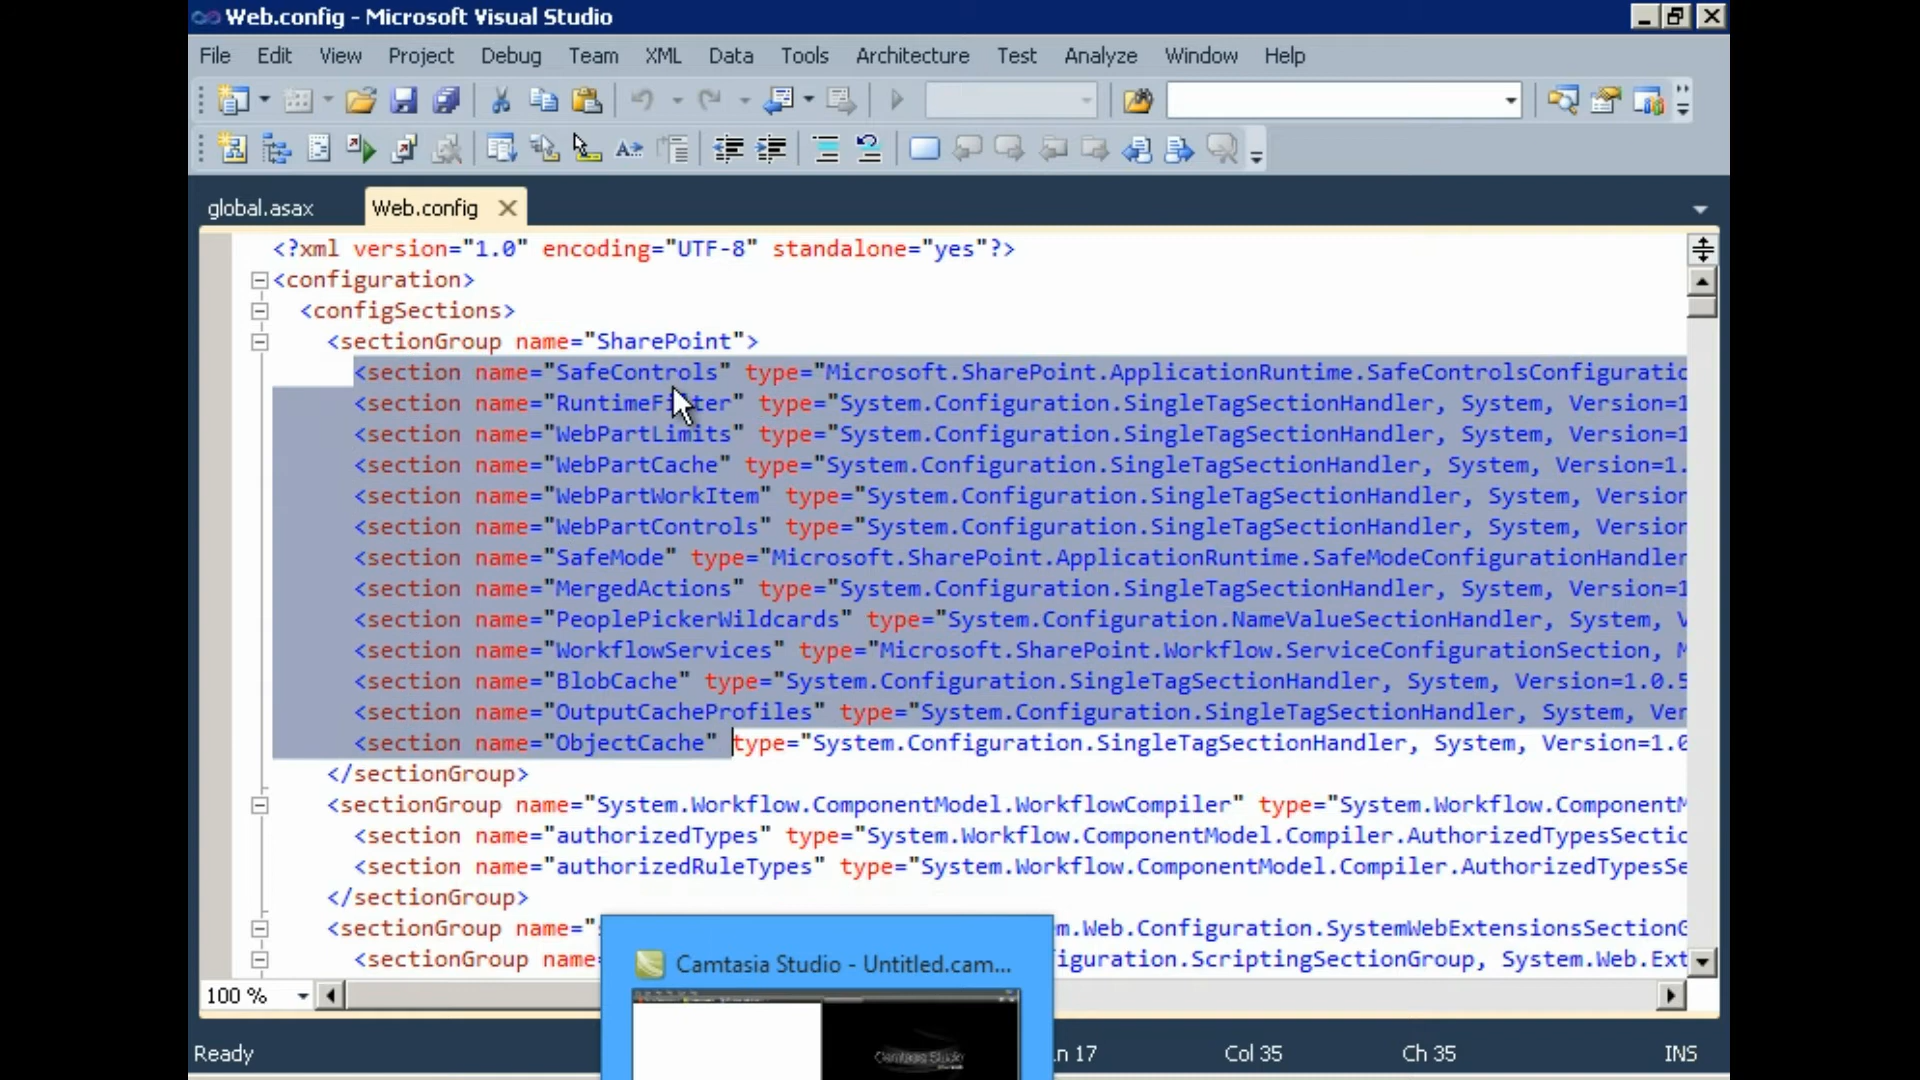 Web.config - Microsoft Visual Studio
File Edit View Project Debug Team XML Data Tools Architecture Test Analyze Window Help
global.asax Web.config
<?xml version="1.0" encoding="UTF-8" standalone="yes"?>
<configuration>
<configSections>
<sectionGroup name="SharePoint">
<section name="SafeControls" type="Microsoft.SharePoint.ApplicationRuntime.SafeControlsConfiguratio
<section name="RuntimeFilter" type="System.Configuration.SingleTagSectionHandler, System, Version=1
<section name="WebPartLimits" type="System.Configuration.SingleTagSectionHandler, System, Version=1
<section name="WebPartCache" type="System.Configuration.SingleTagSectionHandler, System, Version=1.
<section name="WebPartWorkItem" type="System.Configuration.SingleTagSectionHandler, System, Version
<section name="WebPartControls" type="System.Configuration.SingleTagSectionHandler, System, Version
<section name="SafeMode" type="Microsoft.SharePoint.ApplicationRuntime.SafeModeConfigurationHandler
<section name="MergedActions" type="System.Configuration.SingleTagSectionHandler, System, Version=1
<section name="PeoplePickerWildcards" type="System.Configuration.NameValueSectionHandler, System, V
<section name="WorkflowServices" type="Microsoft.SharePoint.Workflow.ServiceConfigurationSection, M
<section name="BlobCache" type="System.Configuration.SingleTagSectionHandler, System, Version=1.0.5
<section name="OutputCacheProfiles" type="System.Configuration.SingleTagSectionHandler, System, Ver
<section name="ObjectCache" type="System.Configuration.SingleTagSectionHandler, System, Version=1.0
</sectionGroup>
<sectionGroup name="System.Workflow.ComponentModel.WorkflowCompiler" type="System.Workflow.ComponentM
<section name="authorizedTypes" type="System.Workflow.ComponentModel.Compiler.AuthorizedTypesSectio
<section name="authorizedRuleTypes" type="System.Workflow.ComponentModel.Compiler.AuthorizedTypesSe
</sectionGroup>
<sectionGroup name="s m.Web.Configuration.SystemWebExtensionsSectionG
<sectionGroup name= iguration.ScriptingSectionGroup, System.Web.Ext
Camtasia Studio - Untitled.cam...
100 %
Camtasia Studio
Ready n 17 Col 35 Ch 35 INS